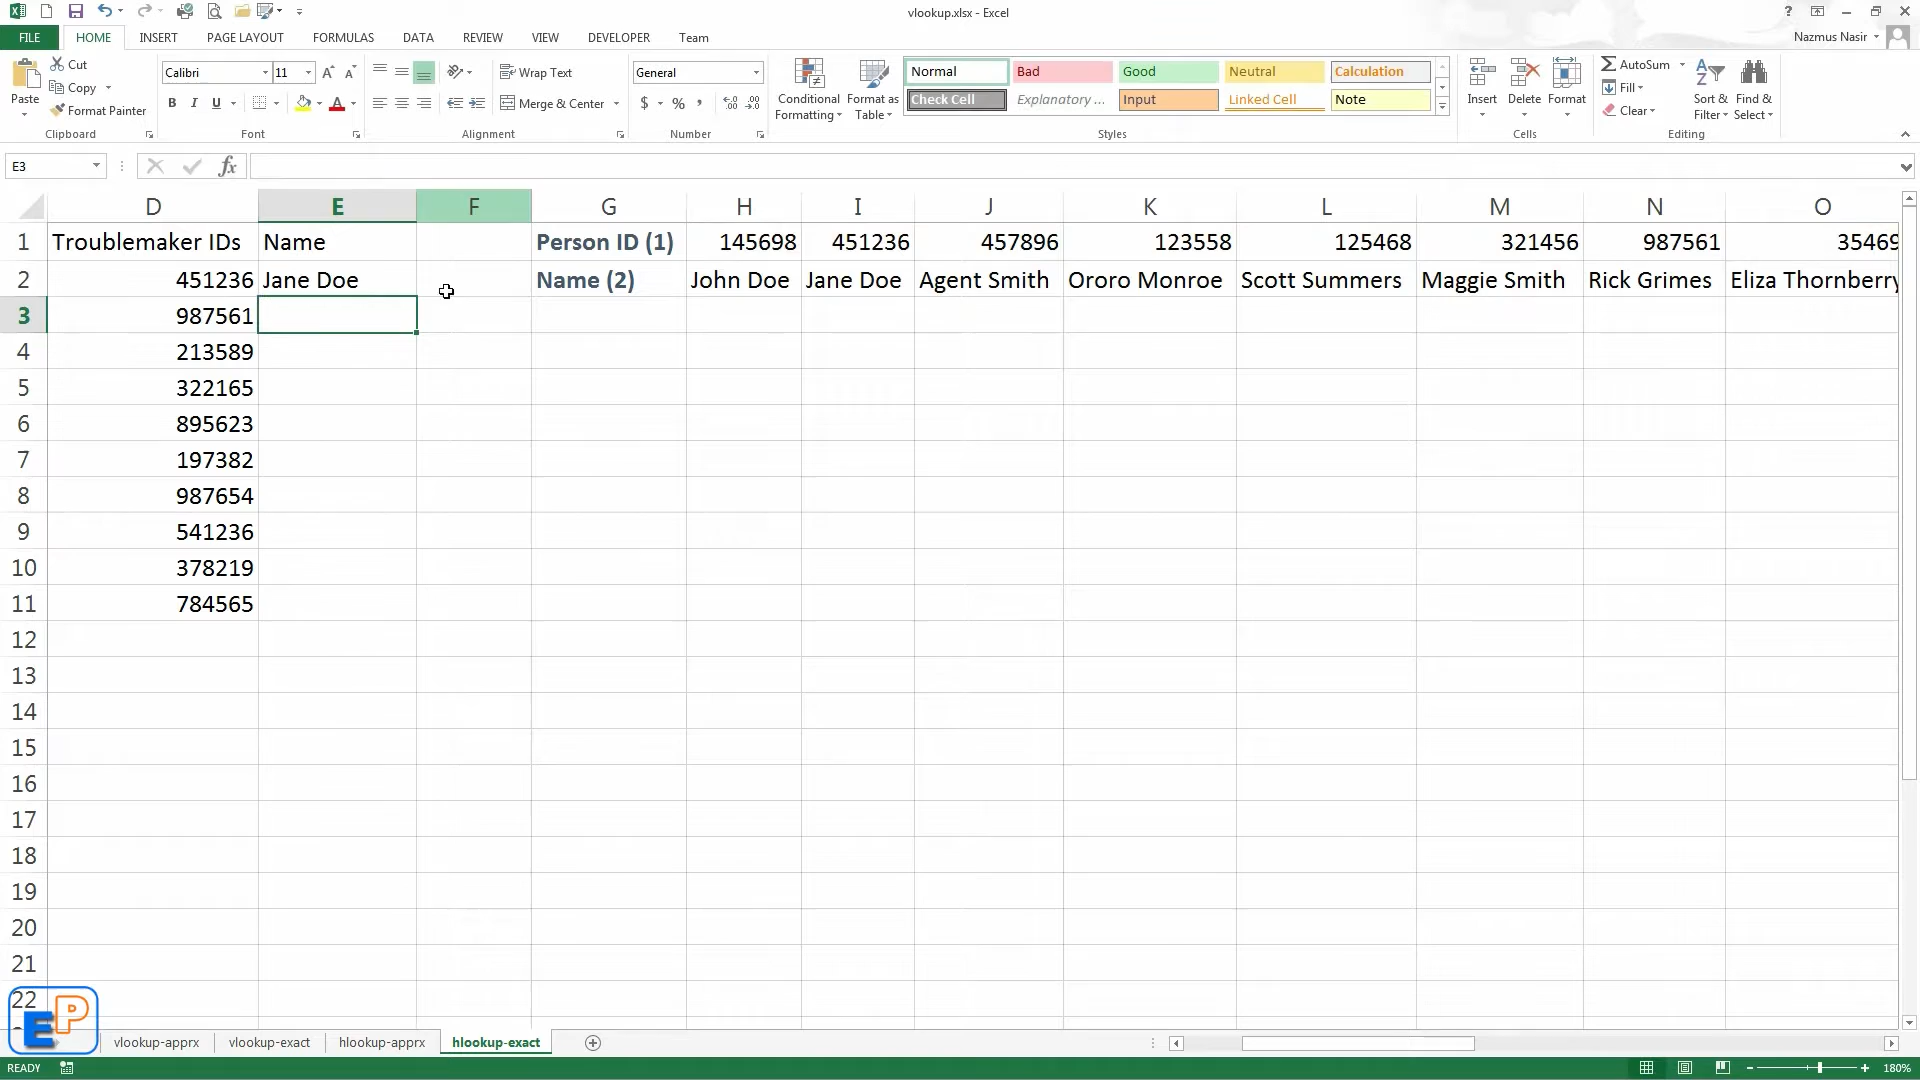 vlookup.xlsx - Excel
?
FILE HOME INSERT PAGE LAYOUT FORMULAS DATA REVIEW VIEW DEVELOPER Team
Nazmus Nasir
Paste
Cut
Copy
Format Painter
Clipboard
Calibri 11
B I U
Font
Wrap Text
Merge & Center
Alignment
General
$ % ,
Number
Conditional Formatting
Format as Table
Normal Bad Good Neutral Calculation
Check Cell Explanatory ... Input Linked Cell Note
Styles
Insert Delete Format
Cells
AutoSum
Fill
Clear
Sort & Filter
Find & Select
Editing
E3
fx
D E F G H I J K L M N O
1 Troublemaker IDs Name Person ID (1) 145698 451236 457896 123558 125468 321456 987561 35469
2 451236 Jane Doe Name (2) John Doe Jane Doe Agent Smith Ororo Monroe Scott Summers Maggie Smith Rick Grimes Eliza Thornberry
3 987561
4 213589
5 322165
6 895623
7 197382
8 987654
9 541236
10 378219
11 784565
12
13
14
15
16
17
18
19
20
21
22
EP
vlookup-apprx vlookup-exact hlookup-apprx hlookup-exact
READY
180%